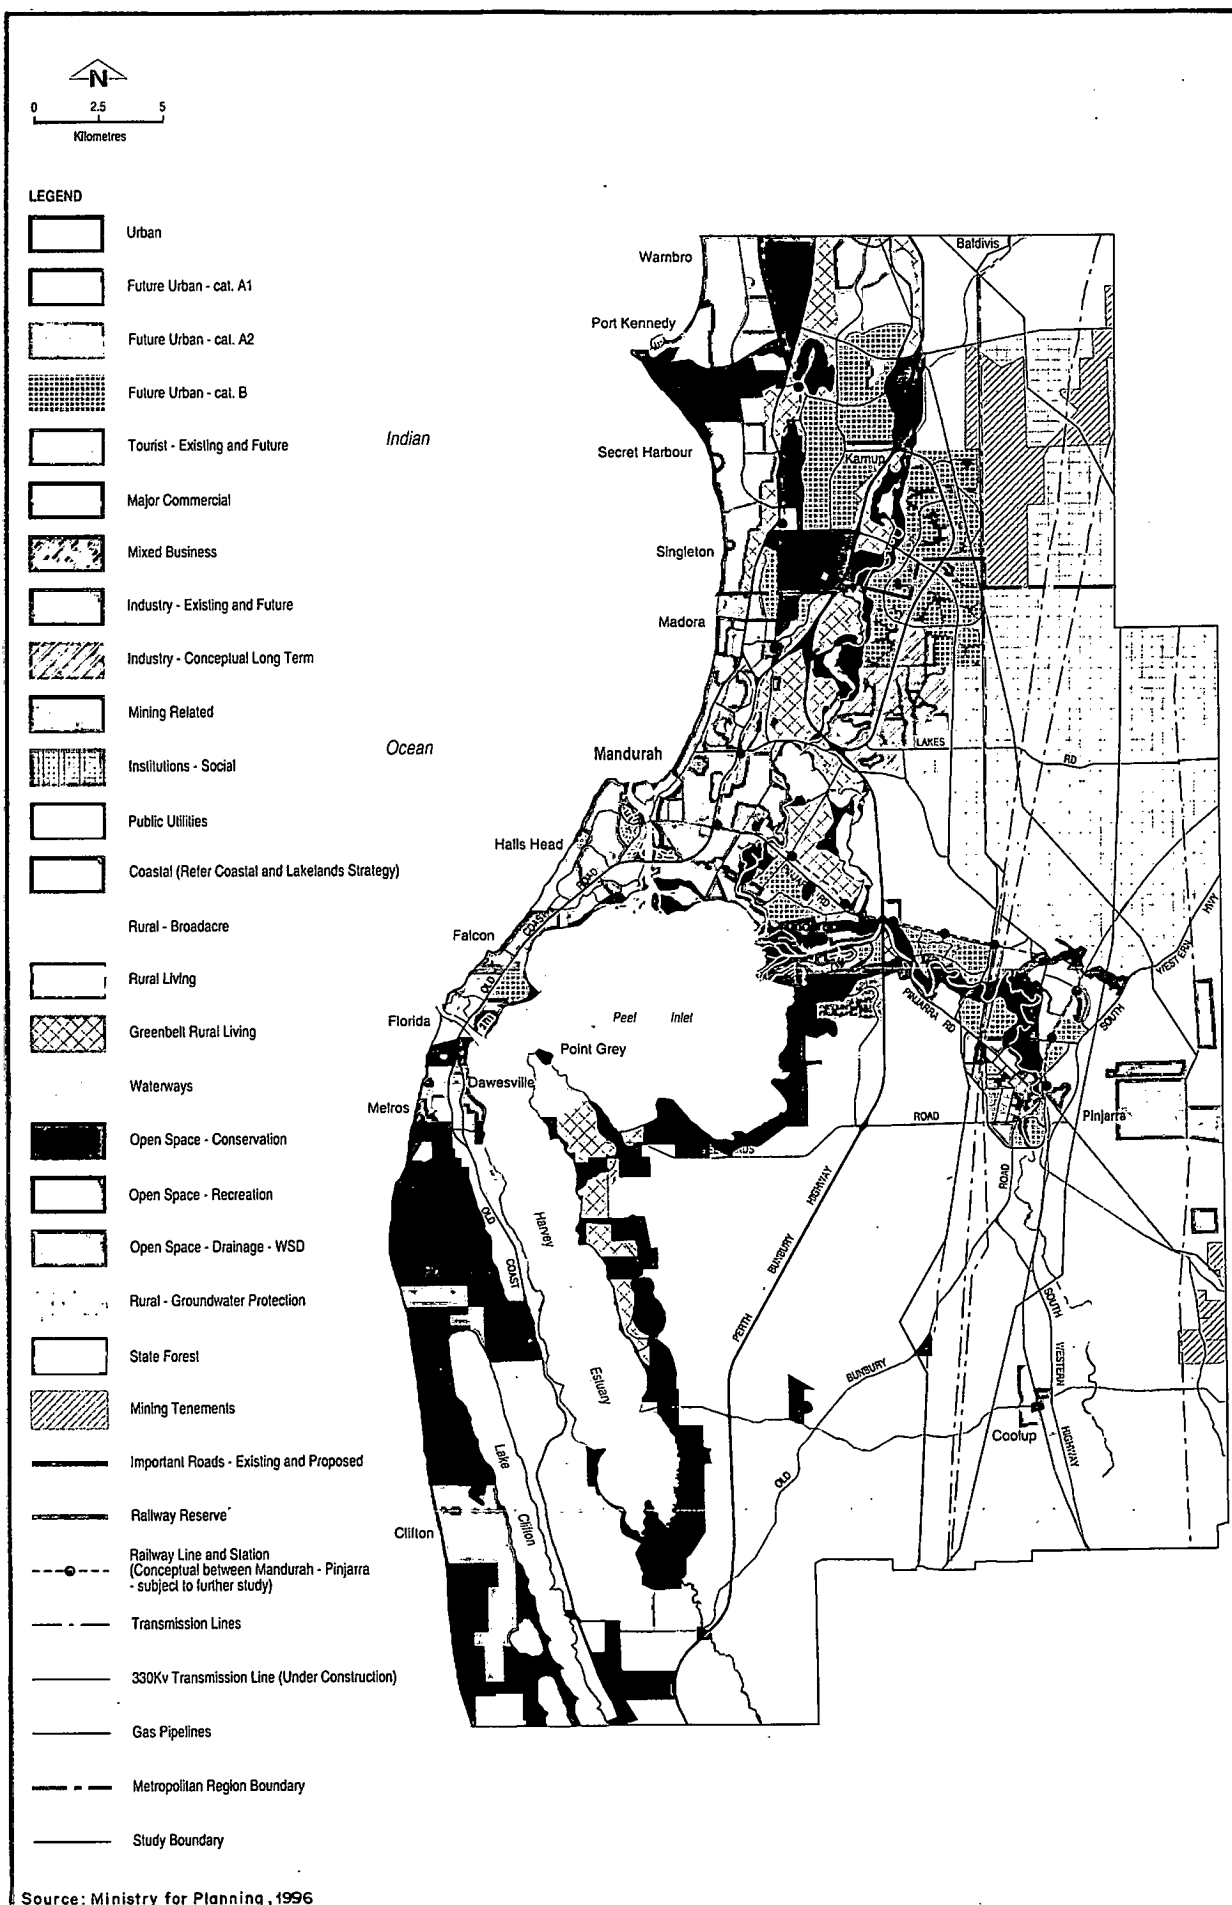 N
0 2.5 5
Kilometres
LEGEND
Urban
Future Urban - cat. A1
Future Urban - cat. A2
Future Urban - cat. B
Tourist - Existing and Future
Major Commercial
Mixed Business
Industry - Existing and Future
Industry - Conceptual Long Term
Mining Related
Institutions - Social
Public Utilities
Coastal (Refer Coastal and Lakelands Strategy)
Rural - Broadacre
Rural Living
Greenbelt Rural Living
Waterways
Open Space - Conservation
Open Space - Recreation
Open Space - Drainage - WSD
Rural - Groundwater Protection
State Forest
Mining Tenements
Important Roads - Existing and Proposed
Railway Reserve
Railway Line and Station
(Conceptual between Mandurah - Pinjarra
- subject to further study)
Transmission Lines
330Kv Transmission Line (Under Construction)
Gas Pipelines
Metropolitan Region Boundary
Study Boundary
Source: Ministry for Planning, 1996
Warnbro
Baldivis
Port Kennedy
Indian
Secret Harbour
Karnup
Singleton
Madora
Ocean
Mandurah
LAKES
RD
Halls Head
ROAD
COAST
OLD
RD
Falcon
HWY
WESTERN
SOUTH
PINJARRA RD
Florida
Peel Inlet
Point Grey
Dawesville
Melros
ROAD
Pinjarra
ROAD
HIGHWAY
BUNBURY
PERTH
OLD
COAST
Harvey
Estuary
SOUTH
WESTERN
HIGHWAY
BUNBURY
OLD
Coolup
Lake
Clifton
Clifton